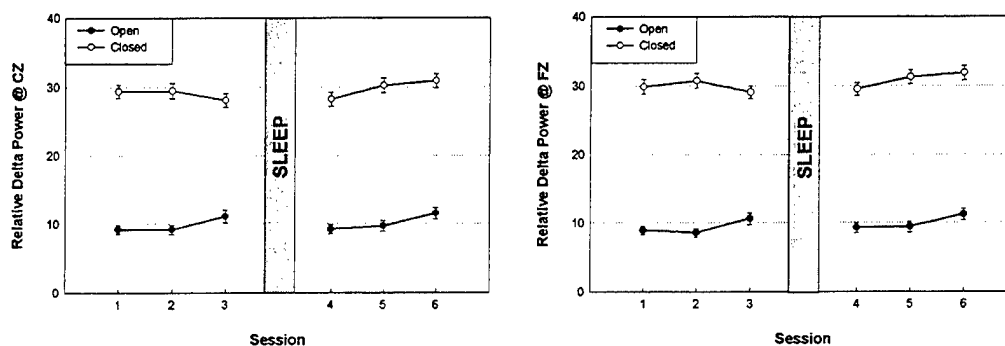 40
30
20
10
0
Relative Delta Power @ CZ
Open
Closed
SLEEP
1 2 3 4 5 6
Session
40
30
20
10
0
Relative Delta Power @ FZ
Open
Closed
SLEEP
1 2 3 4 5 6
Session